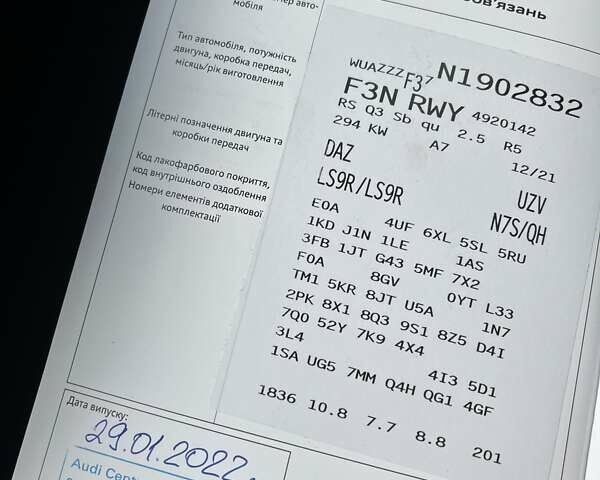 авто-
мобіля
в'язань
Тип автомобіля, потужність
двигуна, коробка передач,
місяць/рік виготовлення
Літерні позначення двигуна та
коробки передач
Код лакофарбового покриття,
код внутрішнього оздоблення
Номери елементів додаткової
комплектації
WUAZZZF37 N1902832
F3N RWY 4920142
RS Q3 Sb qu 2.5 R5
294 KW A7 12/21
DAZ UZV
LS9R/LS9R N7S/QH
E0A 4UF 6XL 5SL 5RU
1KD J1N 1LE 1AS
3FB 1JT G43 5MF 7X2
F0A 8GV 0YT L33
TM1 5KR 8JT U5A 1N7
2PK 8X1 8Q3 9S1 8Z5 D4I
7Q0 52Y 7K9 4X4
3L4 4I3 5D1
1SA UG5 7MM Q4H QG1 4GF
1836 10.8 7.7 8.8 201
Дата випуску:
29.01.2022
Audi Cent